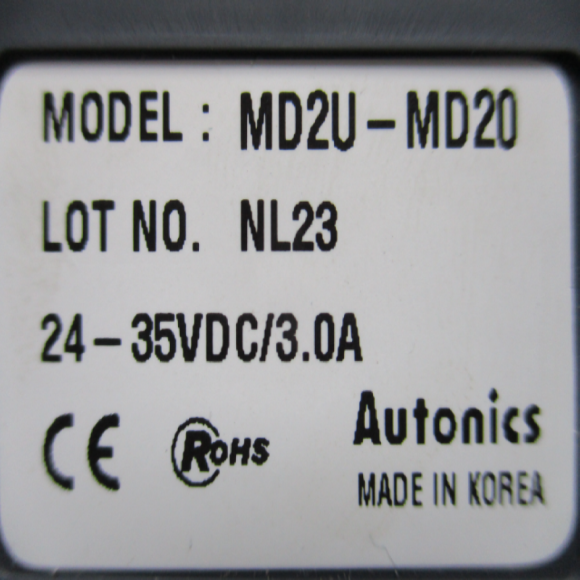 MODEL : MD2U-MD20
LOT NO. NL23
24-35VDC/3.0A
CE RoHS Autonics
MADE IN KOREA